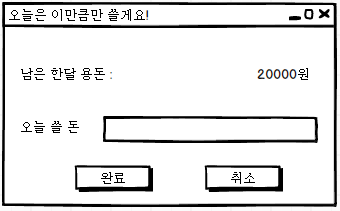 오늘은 이만큼만 쓸게요!
남은 한달 용돈 : 20000원
오늘 쓸 돈
완료 취소